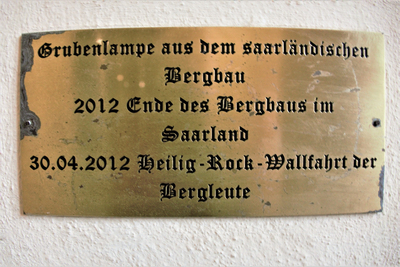 Grubenlampe aus dem saarländischen
Bergbau
2012 Ende des Bergbaus im
Saarland
30.04.2012 Heilig-Rock-Wallfahrt der
Bergleute